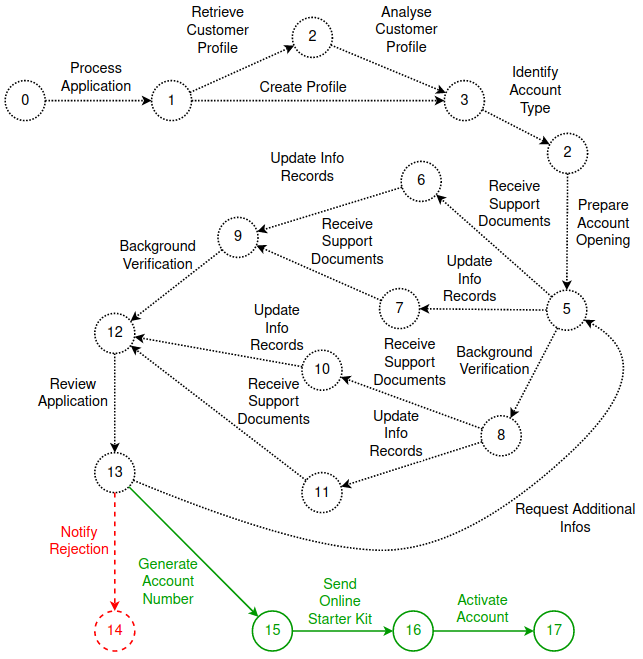 Retrieve
Customer
Profile
2
Analyse
Customer
Profile
Process
Application
0
1
Create Profile
3
Identify
Account
Type
2
Update Info
Records
6
Receive
Support
Documents
Prepare
Account
Opening
9
Receive
Support
Documents
Background
Verification
Update
Info
Records
7
5
12
Update
Info
Records
10
Receive
Support
Documents
Background
Verification
Review
Application
Receive
Support
Documents
Update
Info
Records
8
13
11
Request Additional
Infos
Notify
Rejection
Generate
Account
Number
14
15
Send
Online
Starter Kit
16
Activate
Account
17